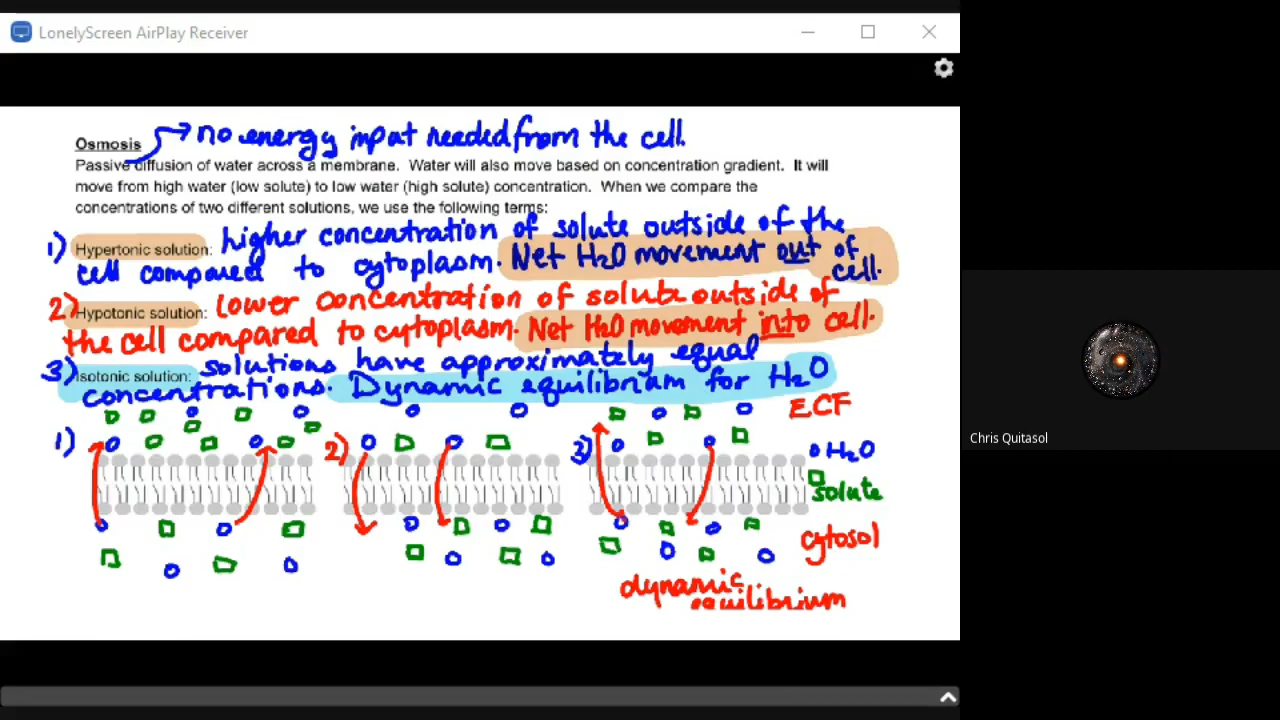 LonelyScreen AirPlay Receiver
Osmosis → no energy input needed from the cell.
Passive diffusion of water across a membrane. Water will also move based on concentration gradient. It will
move from high water (low solute) to low water (high solute) concentration. When we compare the
concentrations of two different solutions, we use the following terms:
1) Hypertonic solution: higher concentration of solute outside of the
cell compared to cytoplasm. Net H2O movement out of
cell.
2) Hypotonic solution: Lower concentration of solute outside of
the cell compared to cytoplasm. Net H2O movement into cell.
3) Isotonic solution: solutions have approximately equal
concentrations. Dynamic equilibrium for H2O
ECF
1) 2) 3) H2O
solute
cytosol
dynamic
equilibrium
Chris Quitasol